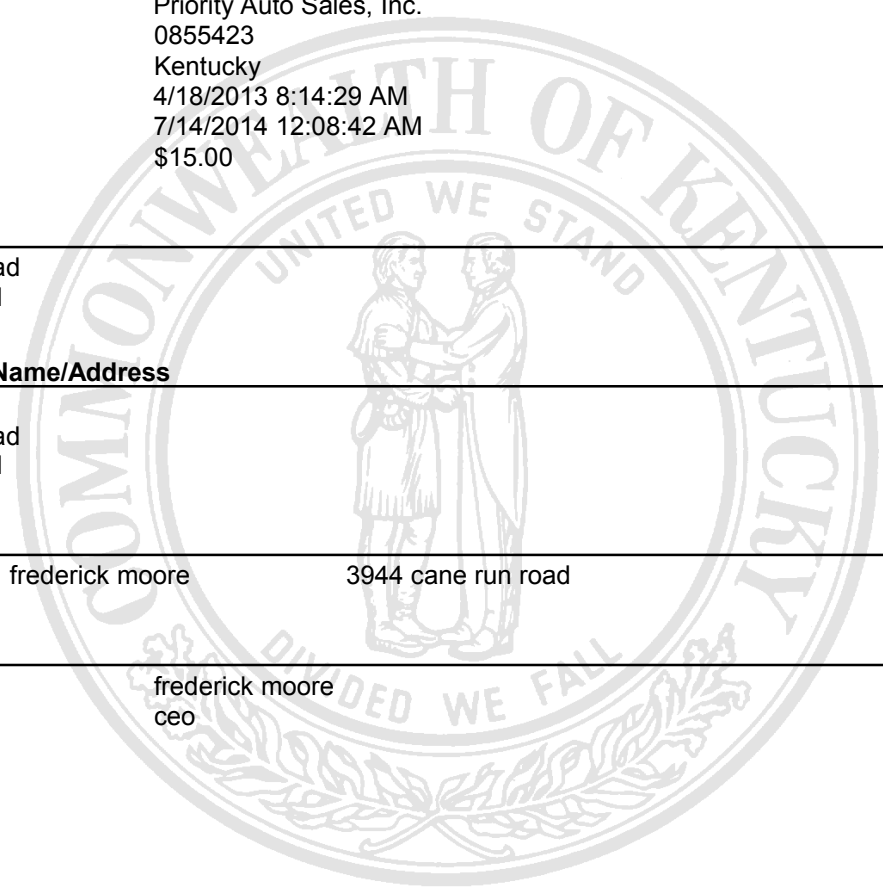 Priority Auto Sales, Inc.
0855423
Kentucky
4/18/2013 8:14:29 AM
7/14/2014 12:08:42 AM
$15.00
COMMONWEALTH OF KENTUCKY
UNITED WE STAND
ad
Name/Address
ad
frederick moore 3944 cane run road
frederick moore
ceo
DIVIDED WE FALL